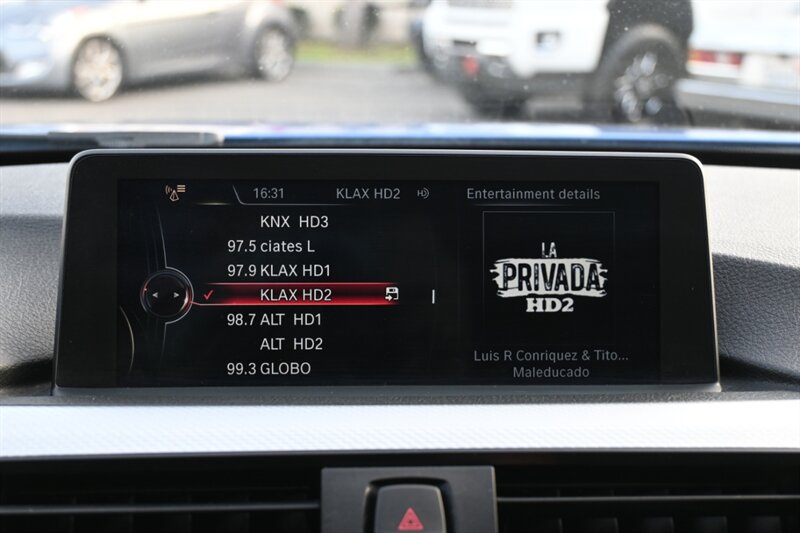 16:31 KLAX HD2 HD Entertainment details
KNX HD3
97.5 ciates L
97.9 KLAX HD1
KLAX HD2
98.7 ALT HD1
ALT HD2
99.3 GLOBO
LA
PRIVADA
HD2
Luis R Conriquez & Tito...
Maleducado